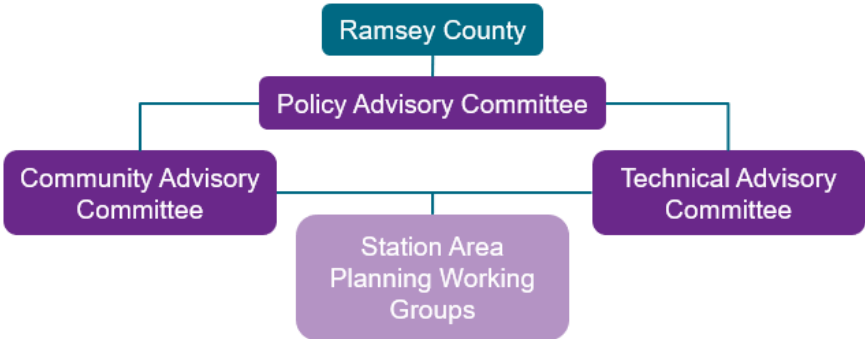 Ramsey County
Policy Advisory Committee
Community Advisory
Committee
Technical Advisory
Committee
Station Area
Planning Working
Groups